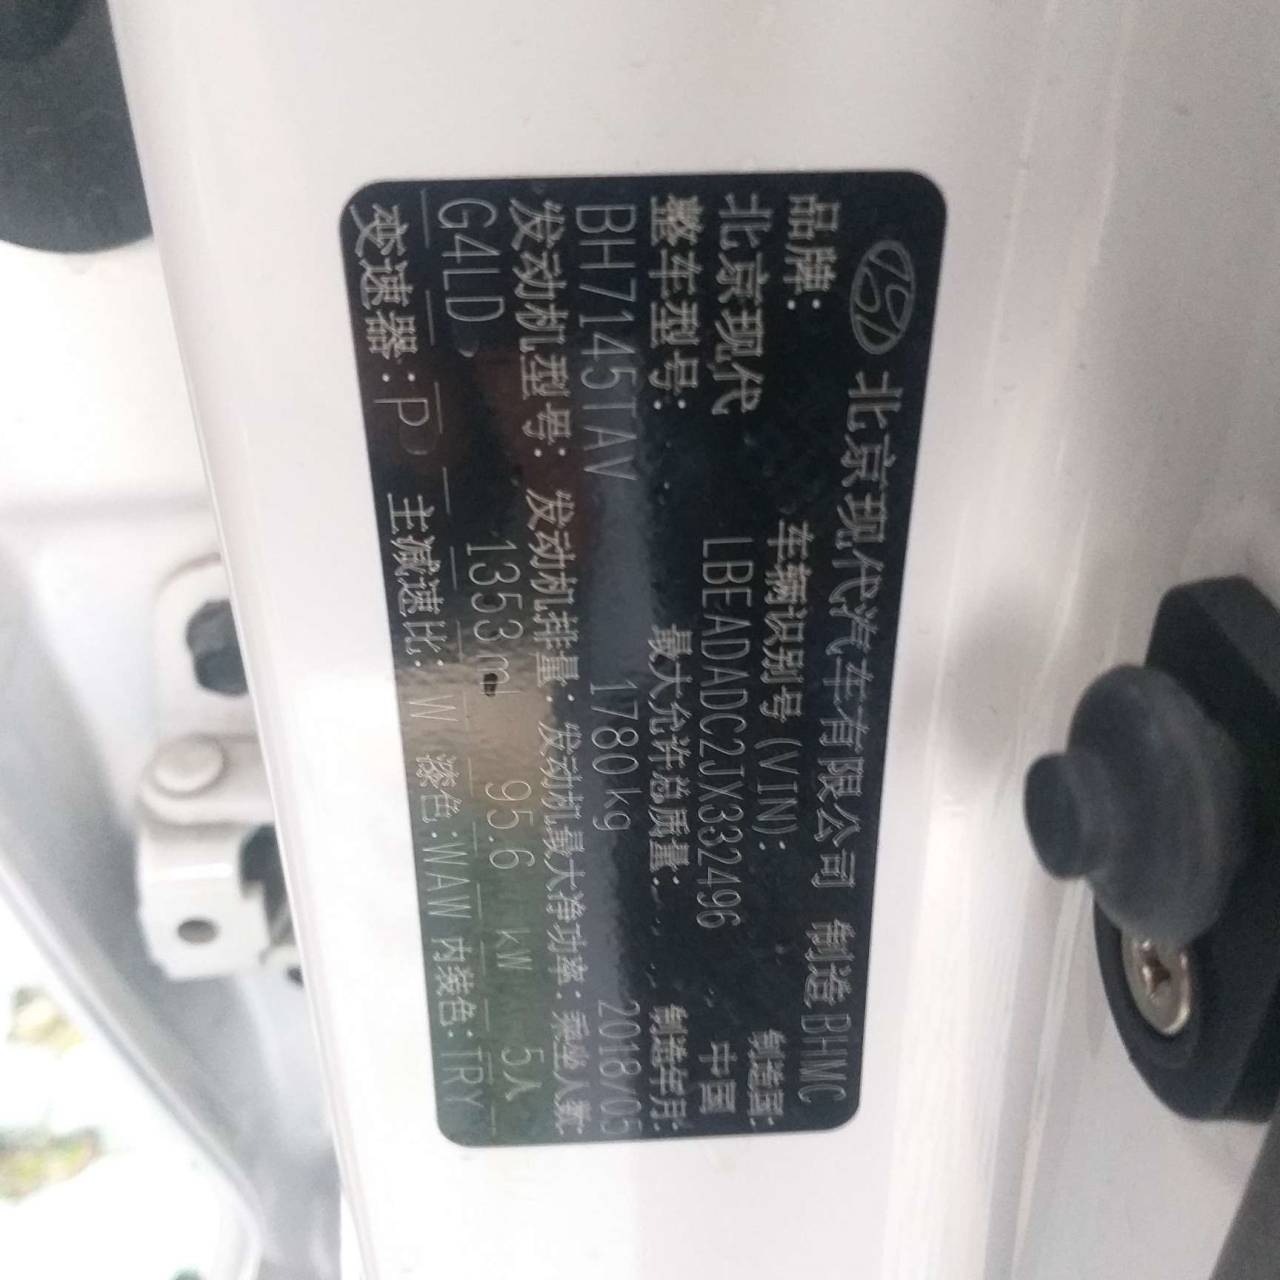 北京现代汽车有限公司 制造 BHMC
品牌: 车辆识别号(VIN): 制造国:
北京现代 LBEADADC2JX332496 中国
整车型号: 最大允许总质量: 制造年月:
BH7145TAV 1780kg 2018/05
发动机型号: 发动机排量: 发动机最大净功率: 乘坐人数:
G4LD 1353 ml 95.6 kW 5人
变速器:P 主减速比:W 漆色:WAW 内装色:TRY